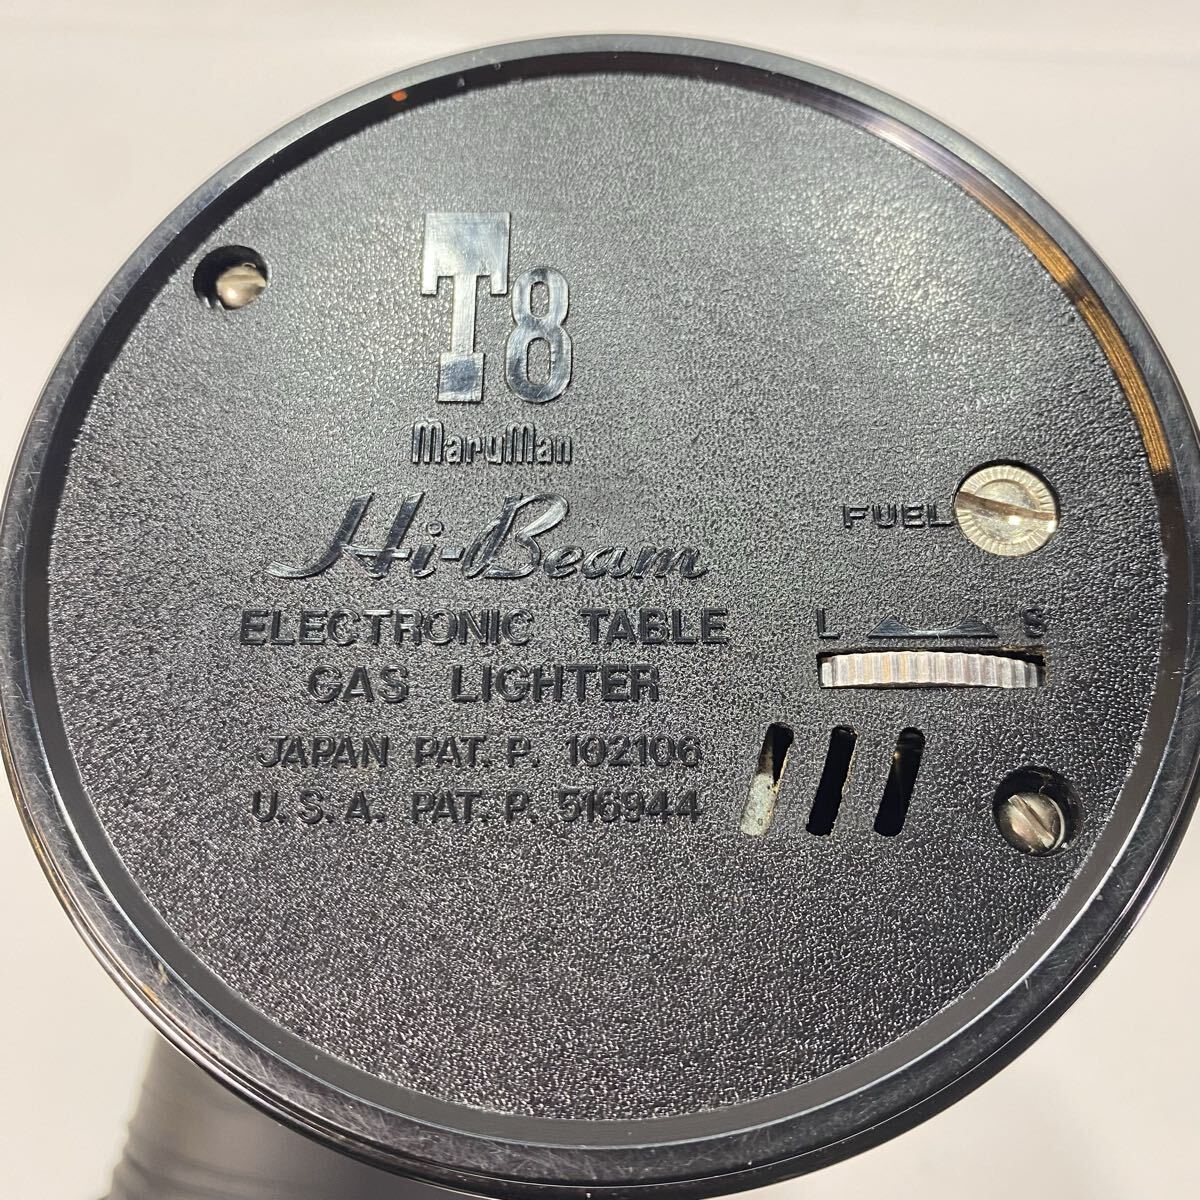 T8
MaruMan
Hi-Beam
ELECTRONIC TABLE
GAS LIGHTER
JAPAN PAT. P. 102106
U.S.A. PAT. P. 516944
FUEL
L S